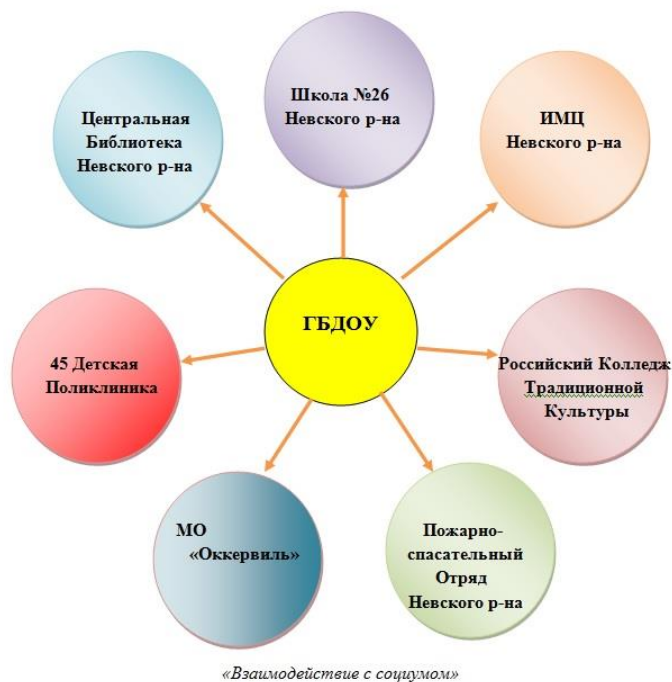 Центральная
Библиотека
Невского р-на
Школа №26
Невского р-на
ИМЦ
Невского р-на
ГБДОУ
45 Детская
Поликлиника
Российский Колледж
Традиционной
Культуры
МО
«Оккервиль»
Пожарно-
спасательный
Отряд
Невского р-на
«Взаимодействие с социумом»